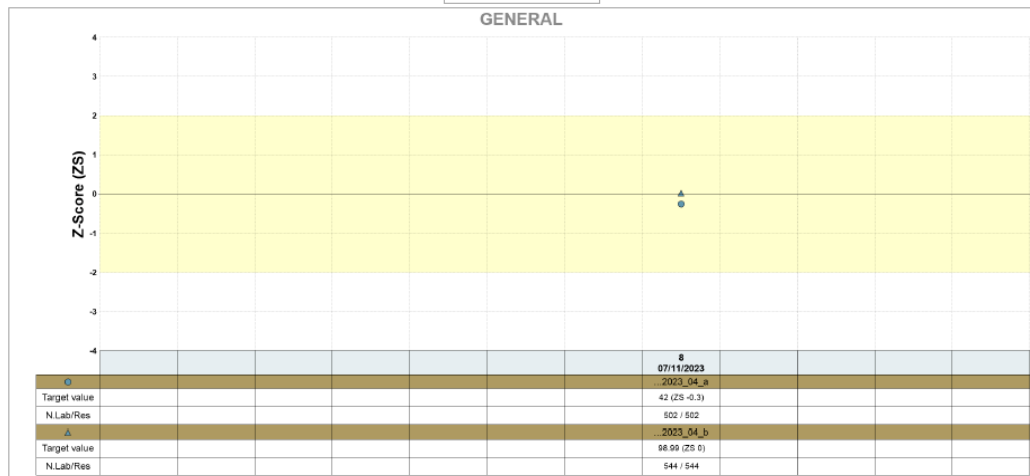 GENERAL
4
3
2
1
0
-1
-2
-3
-4
Z-Score (ZS)
8
07/11/2023
...2023_04_a
Target value 42 (ZS -0.3)
N.Lab/Res 502 / 502
...2023_04_b
Target value 98.99 (ZS 0)
N.Lab/Res 544 / 544